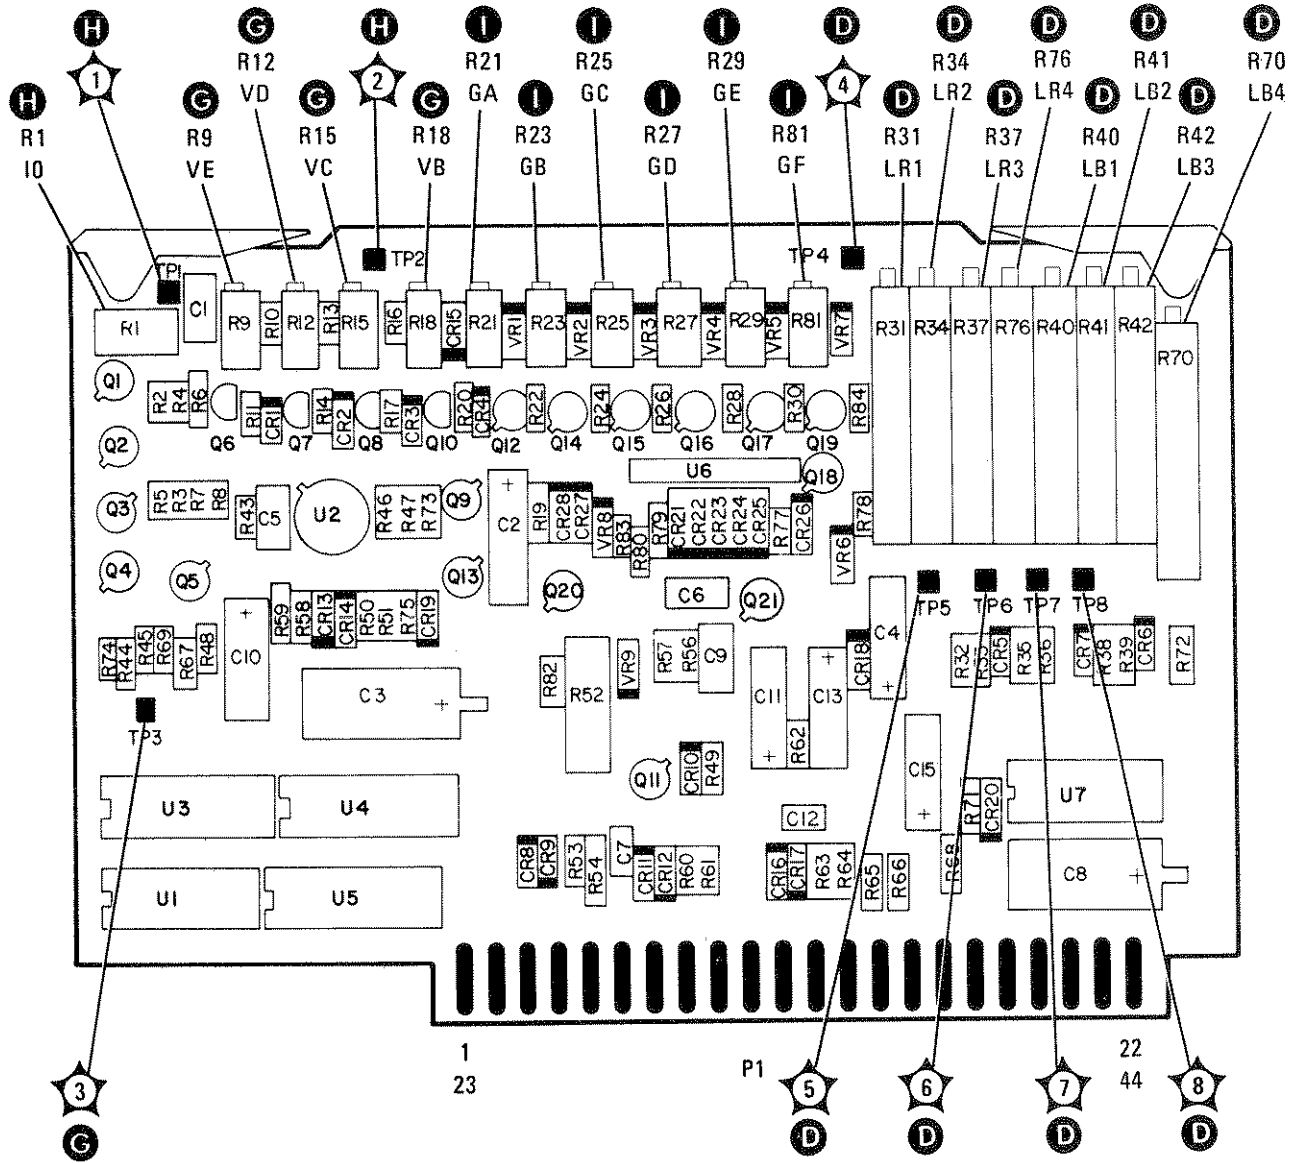 H G H I I I D D D D D
R12 R21 R25 R29 R34 R76 R41 R70
1 VD 2 GA GC GE 4 LR2 LR4 LB2 LB4
H G G G I I I D D D D
R1 R9 R15 R18 R23 R27 R81 R31 R37 R40 R42
IO VE VC VB GB GD GF LR1 LR3 LB1 LB3
TP1 TP2 TP4
R1 C1 R9 R10 R12 R13 R15 R16 R18 CR15 R21 VR1 R23 VR2 R25 VR3 R27 VR4 R29 VR5 R81 VR7 R31 R34 R37 R76 R40 R41 R42 R70
Q1 R2 R4 R6 R11 CR1 R14 CR2 R17 CR3 R20 CR4 R22 R24 R26 R28 R30 R84
Q2 Q6 Q7 Q8 Q10 Q12 Q14 Q15 Q16 Q17 Q19
U6 Q18
Q3 R5 R3 R7 R8 R43 C5 U2 R46 R47 R73 Q9 + C2 R19 CR28 CR27 VR8 R83 R80 R79 CR21 CR22 CR23 CR24 CR25 R77 CR26 VR6 R78
Q4 Q5 Q13 Q20 C6 Q21 TP5 TP6 TP7 TP8
R74 R44 R45 R69 R67 R48 C10 R59 R58 CR13 CR14 R50 R51 R75 CR19
C3 + R82 R52 VR9 R57 R56 C9 C11 + R62 + C13 CR18 C4 + R32 R33 CR5 R35 R36 CR7 R38 R39 CR6 R72
TP3
Q11 CR10 R49 C15 + R71 CR20 U7
U3 U4 C12
CR8 CR9 R53 R54 C7 CR11 CR12 R60 R61 CR16 CR17 R63 R64 R65 R66 R68 C8 +
U1 U5
1 P1 22
23 44
3 5 6 7 8
G D D D D